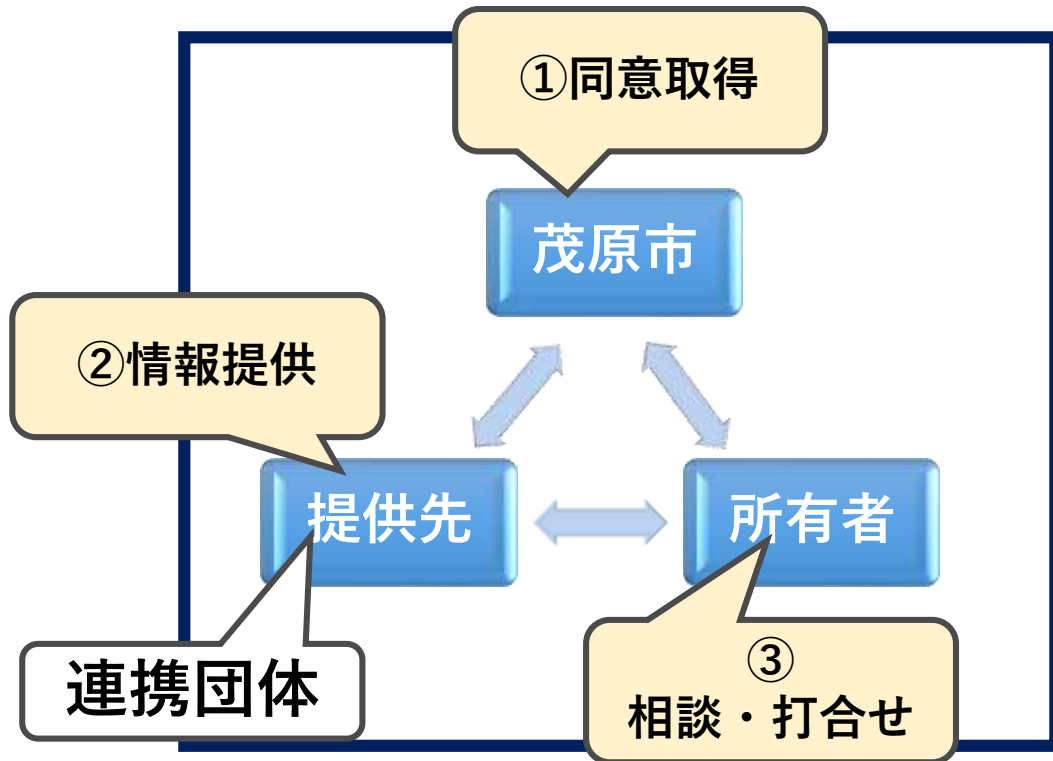 ①同意取得
茂原市
②情報提供
提供先
所有者
連携団体
③
相談・打合せ